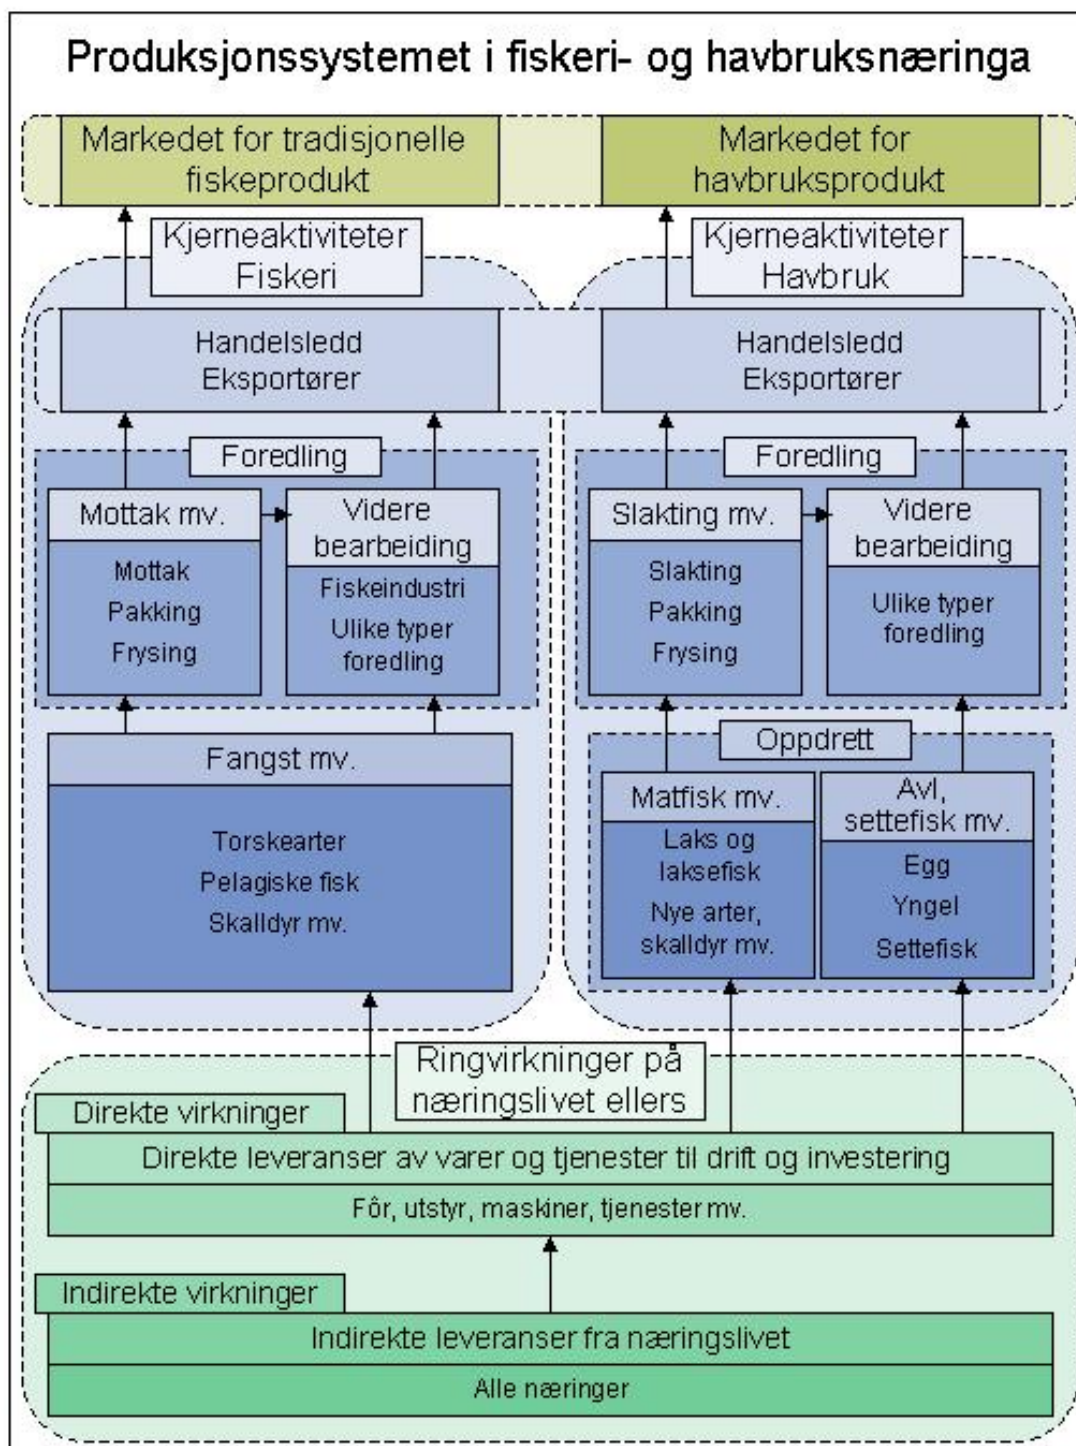 Produksjonssystemet i fiskeri- og havbruksnæringa
Markedet for tradisjonelle
fiskeprodukt
Markedet for
havbruksprodukt
Kjerneaktiviteter
Fiskeri
Kjerneaktiviteter
Havbruk
Handelsledd
Eksportører
Handelsledd
Eksportører
Foredling
Mottak mv.
Mottak
Pakking
Frysing
Videre
bearbeiding
Fiskeindustri
Ulike typer
foredling
Foredling
Slakting mv.
Slakting
Pakking
Frysing
Videre
bearbeiding
Ulike typer
foredling
Fangst mv.
Torskearter
Pelagiske fisk
Skalldyr mv.
Oppdrett
Matfisk mv.
Laks og
laksefisk
Nye arter,
skalldyr mv.
Avl,
settefisk mv.
Egg
Yngel
Settefisk
Ringvirkninger på
næringslivet ellers
Direkte virkninger
Direkte leveranser av varer og tjenester til drift og investering
Fôr, utstyr, maskiner, tjenester mv.
Indirekte virkninger
Indirekte leveranser fra næringslivet
Alle næringer